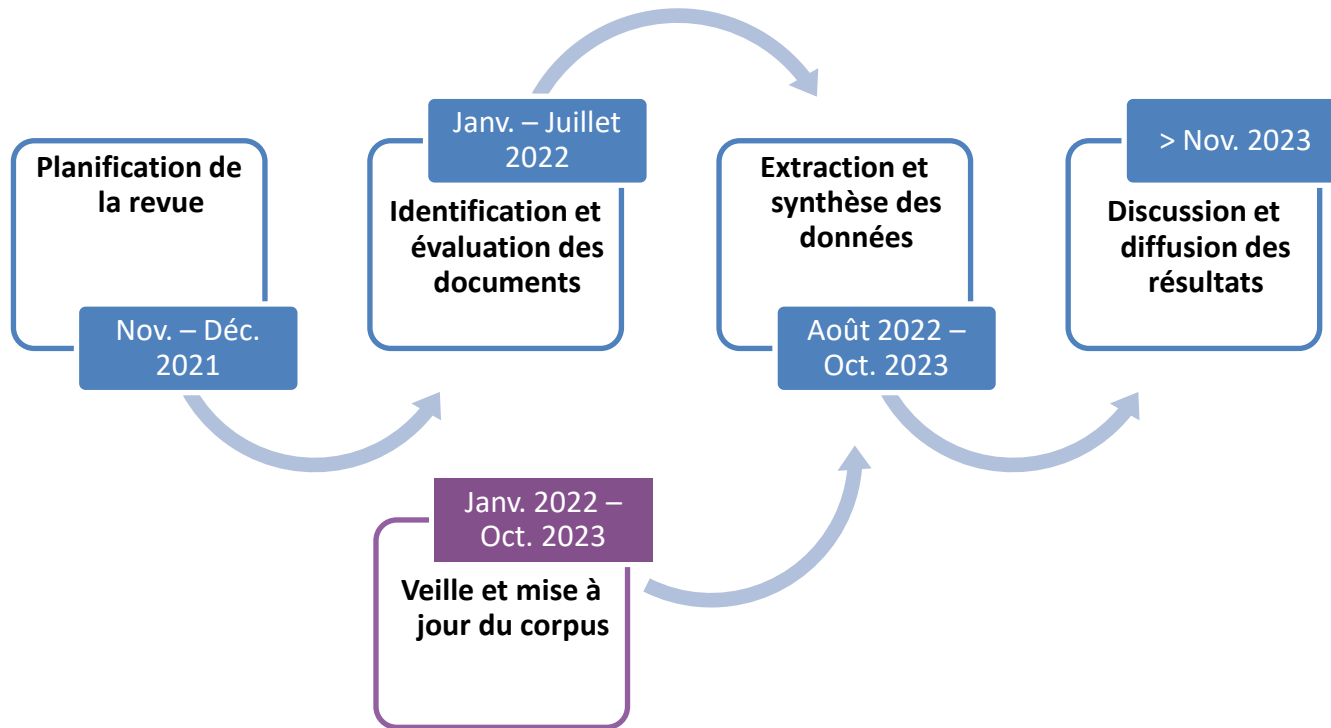 Planification de
la revue
Nov. – Déc.
2021
Janv. – Juillet
2022
Identification et
évaluation des
documents
Extraction et
synthèse des
données
Août 2022 –
Oct. 2023
> Nov. 2023
Discussion et
diffusion des
résultats
Janv. 2022 –
Oct. 2023
Veille et mise à
jour du corpus